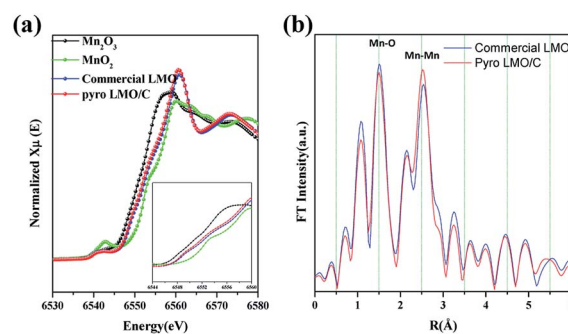 (a)
Mn2O3
MnO2
Commercial LMO
pyro LMO/C
Normalized Xμ (E)
6544 6548 6552 6556 6560
6530 6540 6550 6560 6570 6580
Energy(eV)
(b)
Mn-O
Mn-Mn
Commercial LMO
Pyro LMO/C
FT Intensity(a.u.)
0 1 2 3 4 5
R(Å)